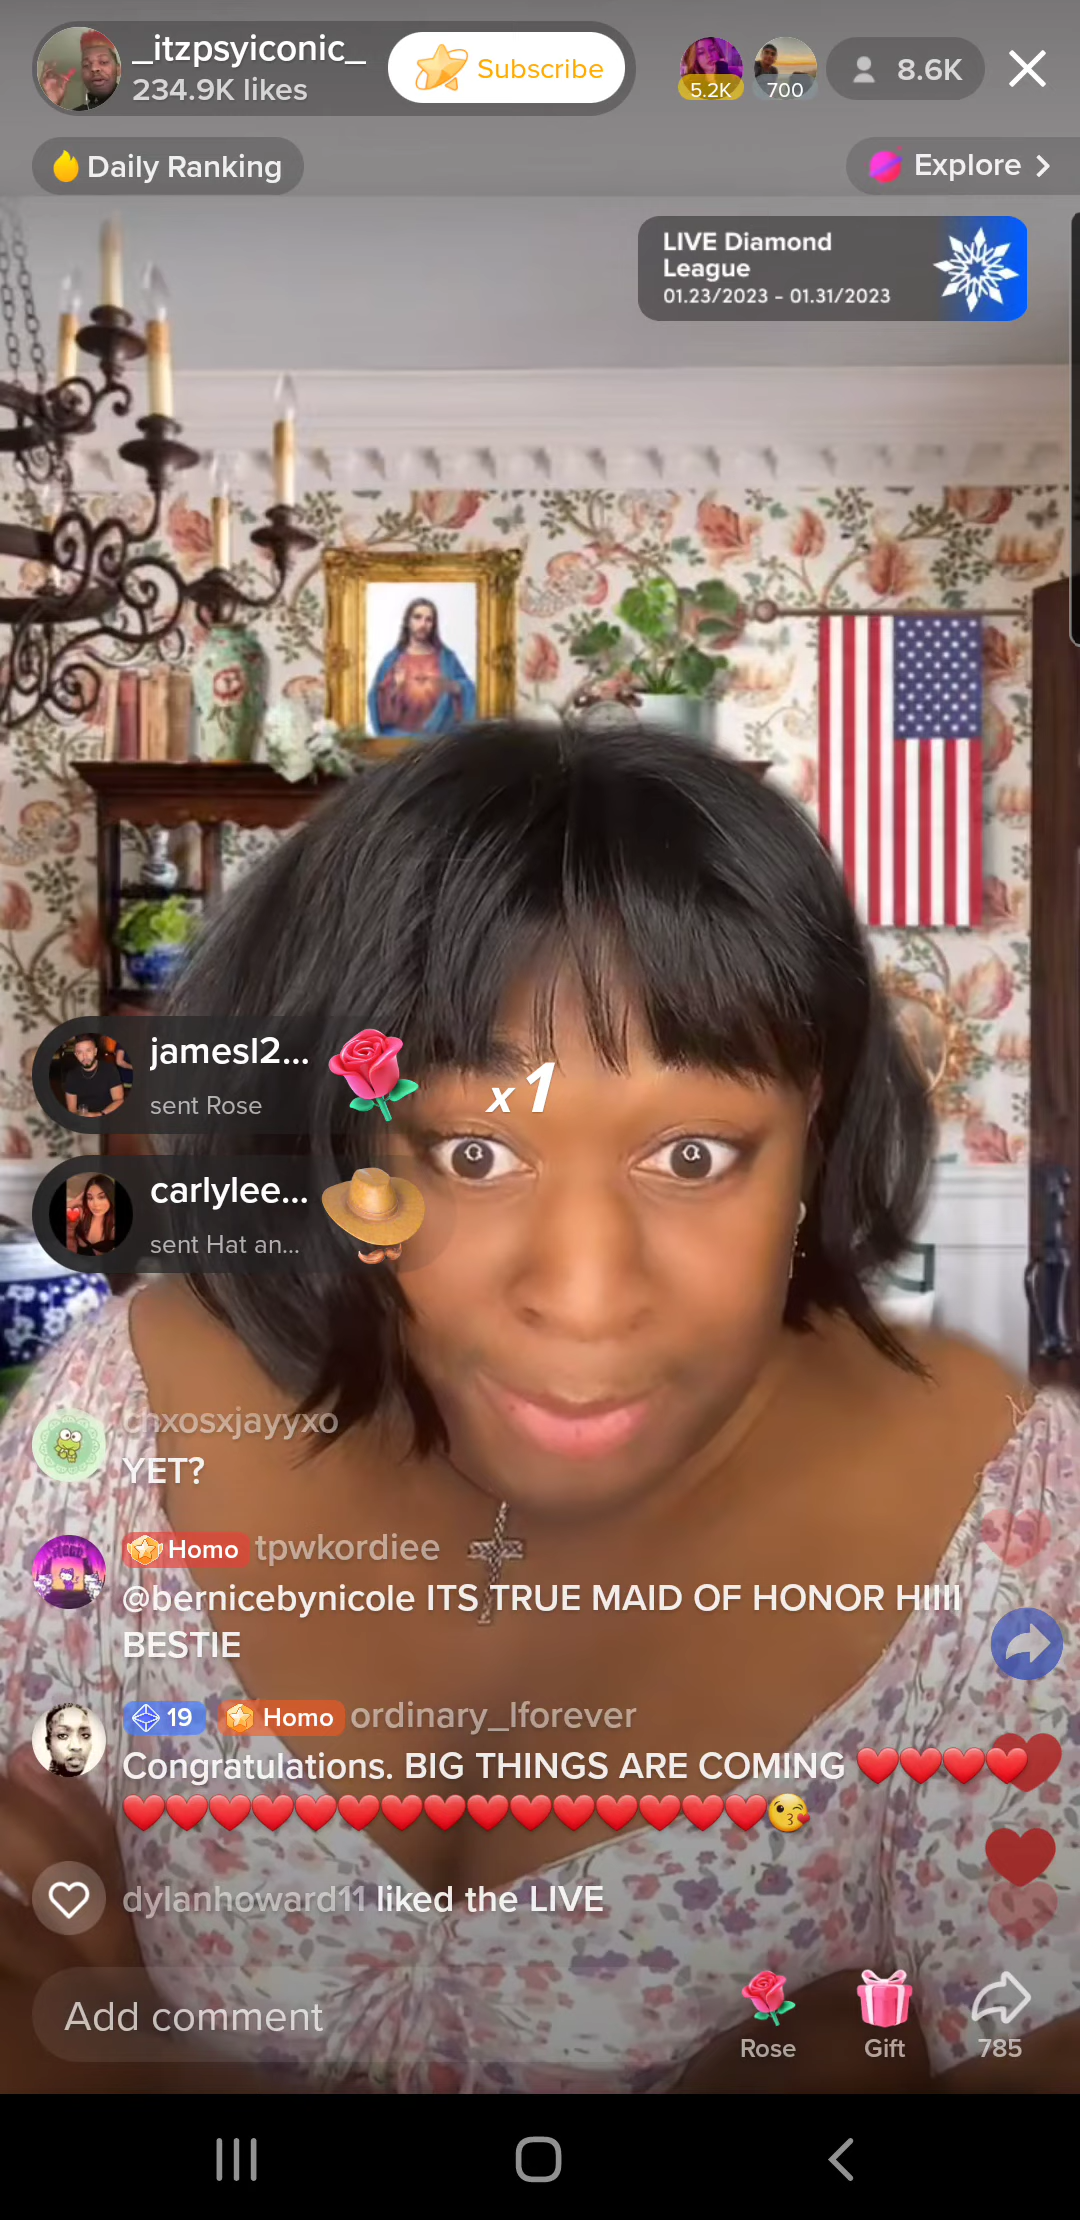 _itzpsyiconic_
234.9K likes
Subscribe
5.2K
700
8.6K
Daily Ranking
Explore
LIVE Diamond
League
01.23/2023 - 01.31/2023
jamesl2...
sent Rose
x1
carlylee...
sent Hat an...
chxosxjayyxo
YET?
Homo tpwkordiee
@bernicebynicole ITS TRUE MAID OF HONOR HIIII
BESTIE
19 Homo ordinary_lforever
Congratulations. BIG THINGS ARE COMING ❤️❤️❤️❤️
❤️❤️❤️❤️❤️❤️❤️❤️❤️❤️❤️❤️❤️❤️❤️😘
dylanhoward11 liked the LIVE
Add comment
Rose
Gift
785